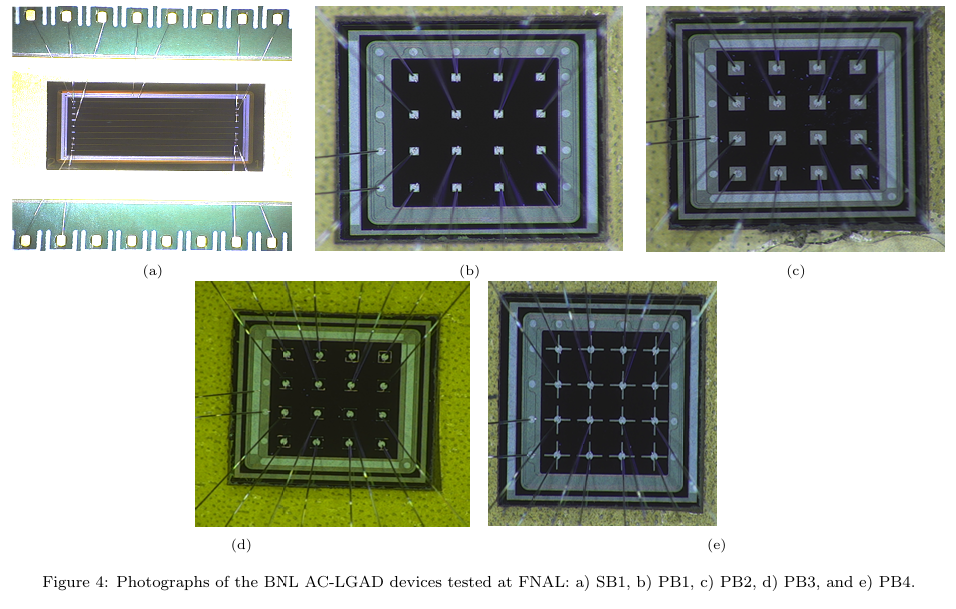 (a)
(b)
(c)
(d)
(e)
Figure 4: Photographs of the BNL AC-LGAD devices tested at FNAL: a) SB1, b) PB1, c) PB2, d) PB3, and e) PB4.